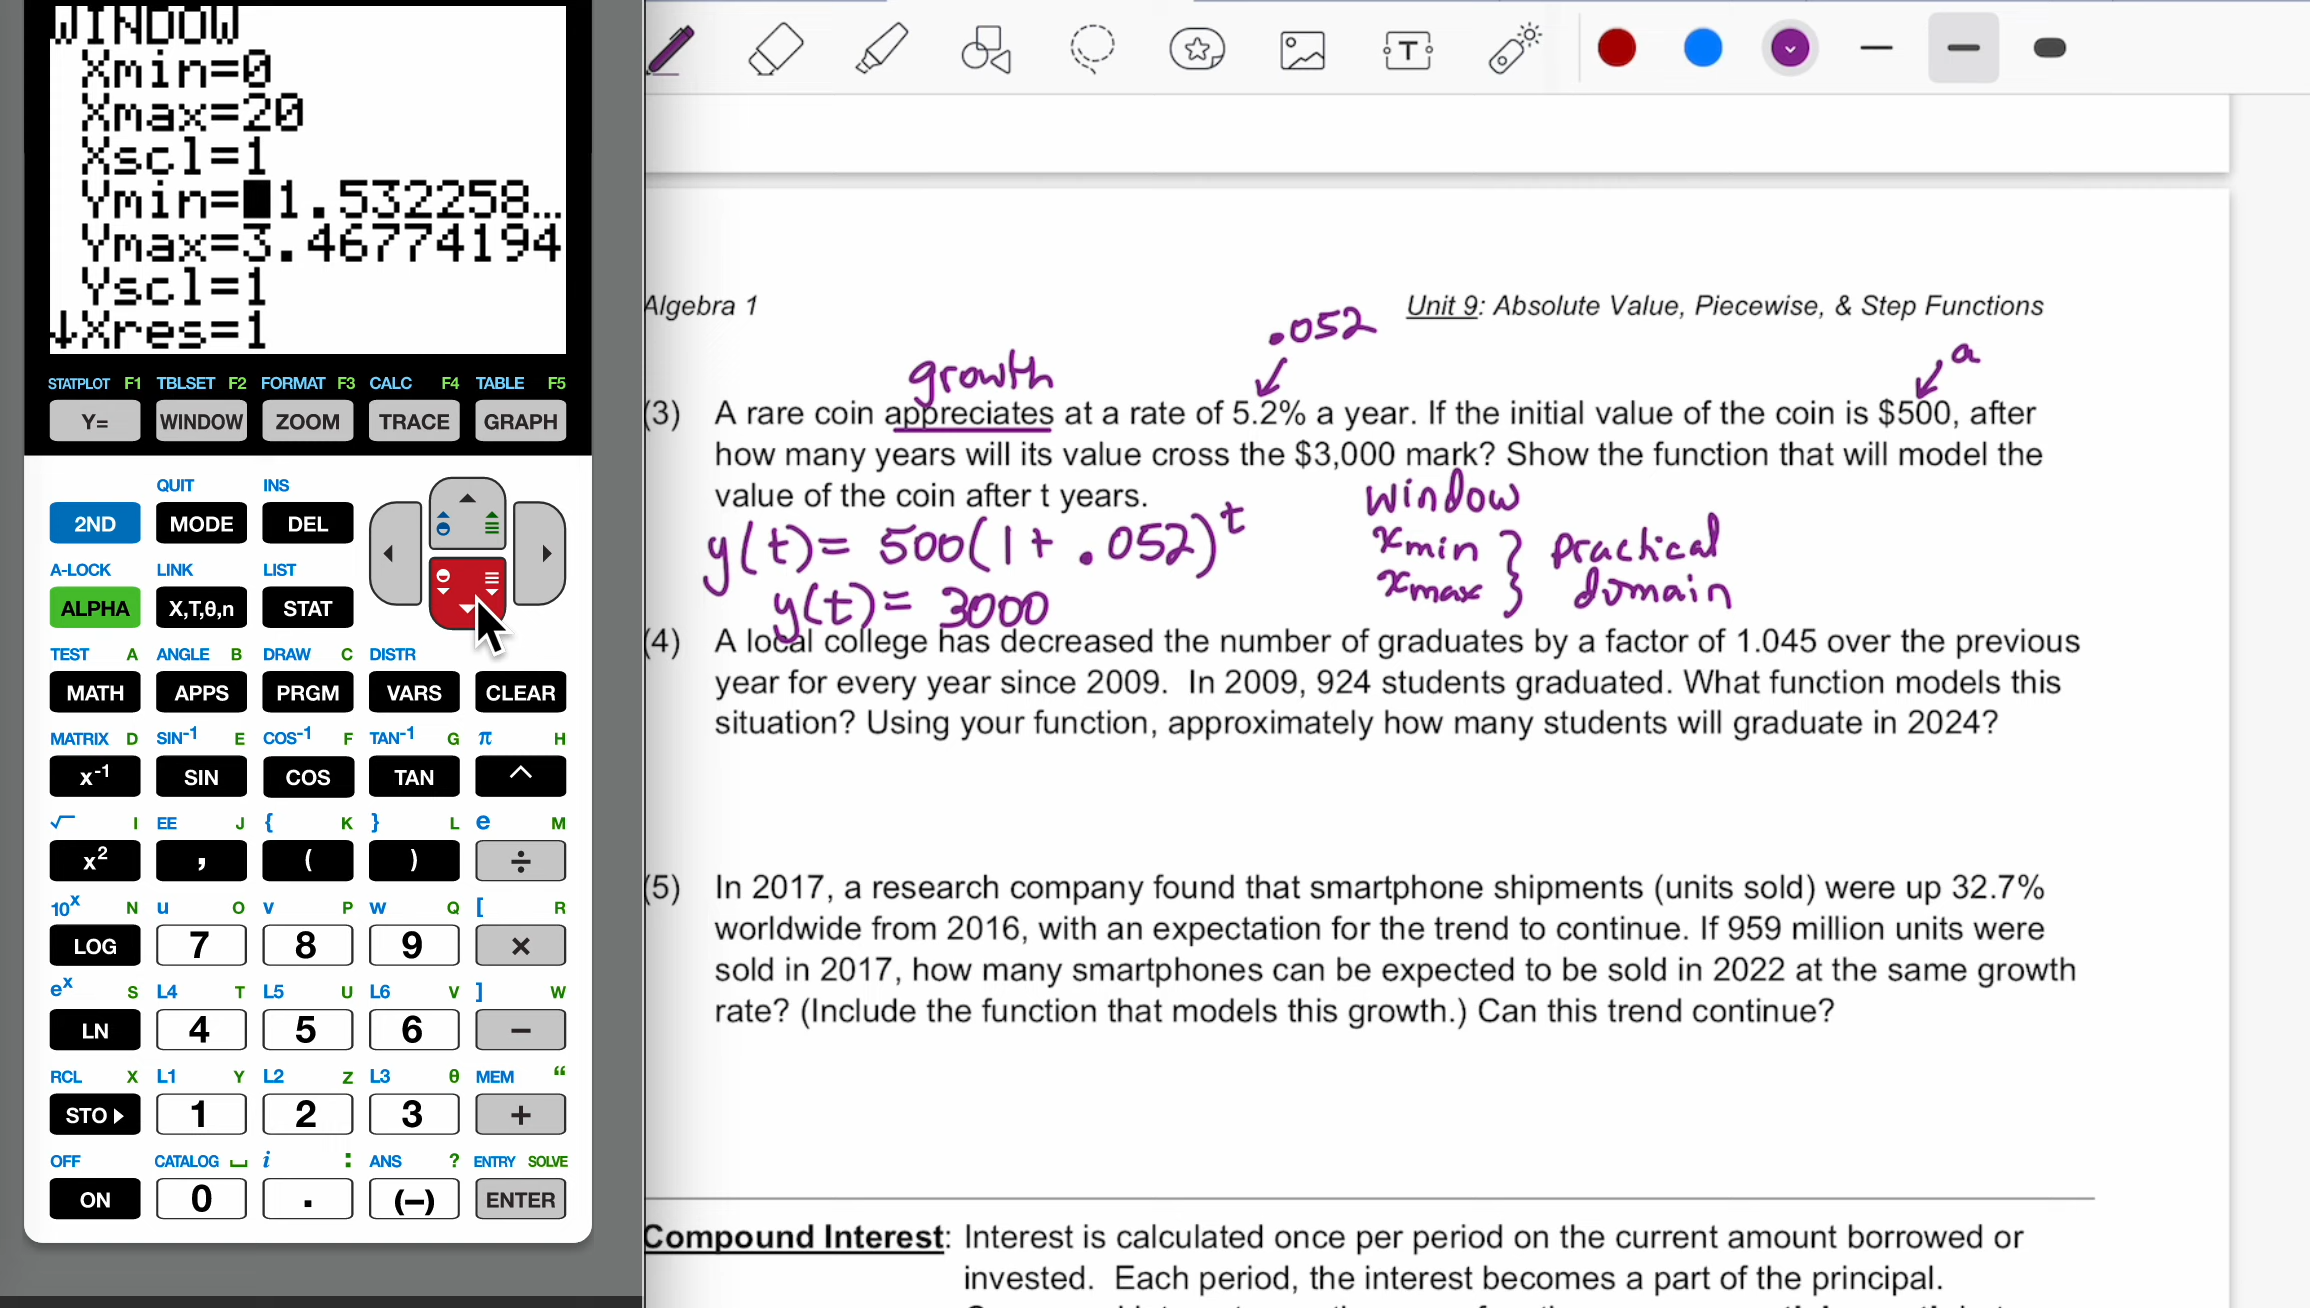 WINDOW
Xmin=0
Xmax=20
Xscl=1
Ymin=1.532258…
Ymax=3.46774194
Yscl=1
↓Xres=1
STATPLOT F1 TBLSET F2 FORMAT F3 CALC F4 TABLE F5
Y= WINDOW ZOOM TRACE GRAPH
QUIT INS
2ND MODE DEL
A-LOCK LINK LIST
ALPHA X,T,θ,n STAT
TEST A ANGLE B DRAW C DISTR
MATH APPS PRGM VARS CLEAR
MATRIX D SIN⁻¹ E COS⁻¹ F TAN⁻¹ G π H
x⁻¹ SIN COS TAN ^
√ I EE J { K } L e M
x² , ( ) ÷
10ˣ N u O v P w Q [ R
LOG 7 8 9 ×
eˣ S L4 T L5 U L6 V ] W
LN 4 5 6 −
RCL X L1 Y L2 Z L3 θ MEM "
STO▶ 1 2 3 +
OFF CATALOG ⎵ i : ANS ? ENTRY SOLVE
ON 0 . (−) ENTER
T
Algebra 1 Unit 9: Absolute Value, Piecewise, & Step Functions
.052
growth a
(3) A rare coin appreciates at a rate of 5.2% a year. If the initial value of the coin is $500, after
how many years will its value cross the $3,000 mark? Show the function that will model the
value of the coin after t years.
window
y(t)= 500(1+ .052)ᵗ
xmin } practical
xmax } domain
y(t)= 3000
(4) A local college has decreased the number of graduates by a factor of 1.045 over the previous
year for every year since 2009. In 2009, 924 students graduated. What function models this
situation? Using your function, approximately how many students will graduate in 2024?
(5) In 2017, a research company found that smartphone shipments (units sold) were up 32.7%
worldwide from 2016, with an expectation for the trend to continue. If 959 million units were
sold in 2017, how many smartphones can be expected to be sold in 2022 at the same growth
rate? (Include the function that models this growth.) Can this trend continue?
Compound Interest: Interest is calculated once per period on the current amount borrowed or
invested. Each period, the interest becomes a part of the principal.